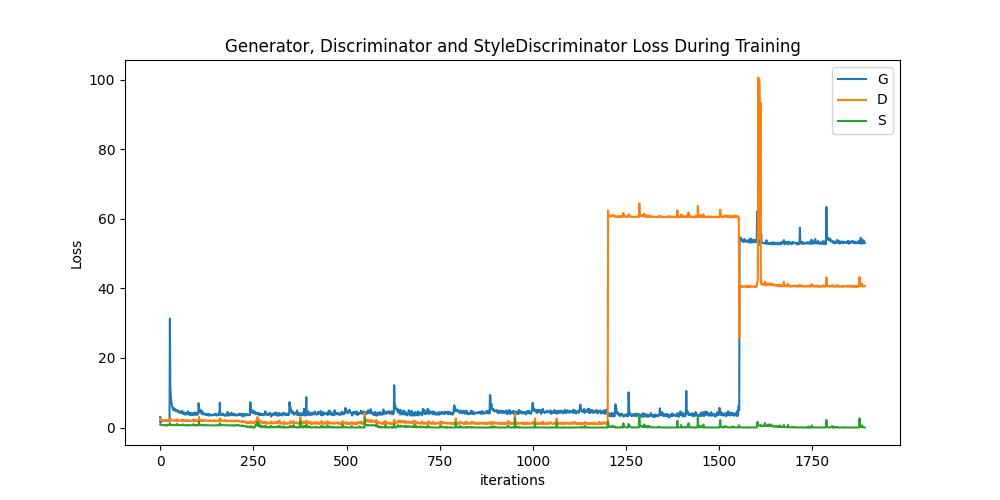 Generator, Discriminator and StyleDiscriminator Loss During Training
Loss
100
80
60
40
20
0
G
D
S
0 250 500 750 1000 1250 1500 1750
iterations